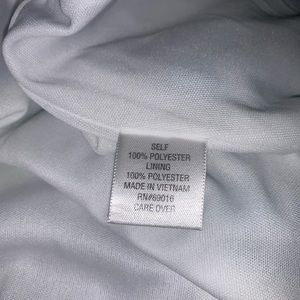 SELF
100% POLYESTER
LINING
100% POLYESTER
MADE IN VIETNAM
RN#69016
CARE OVER